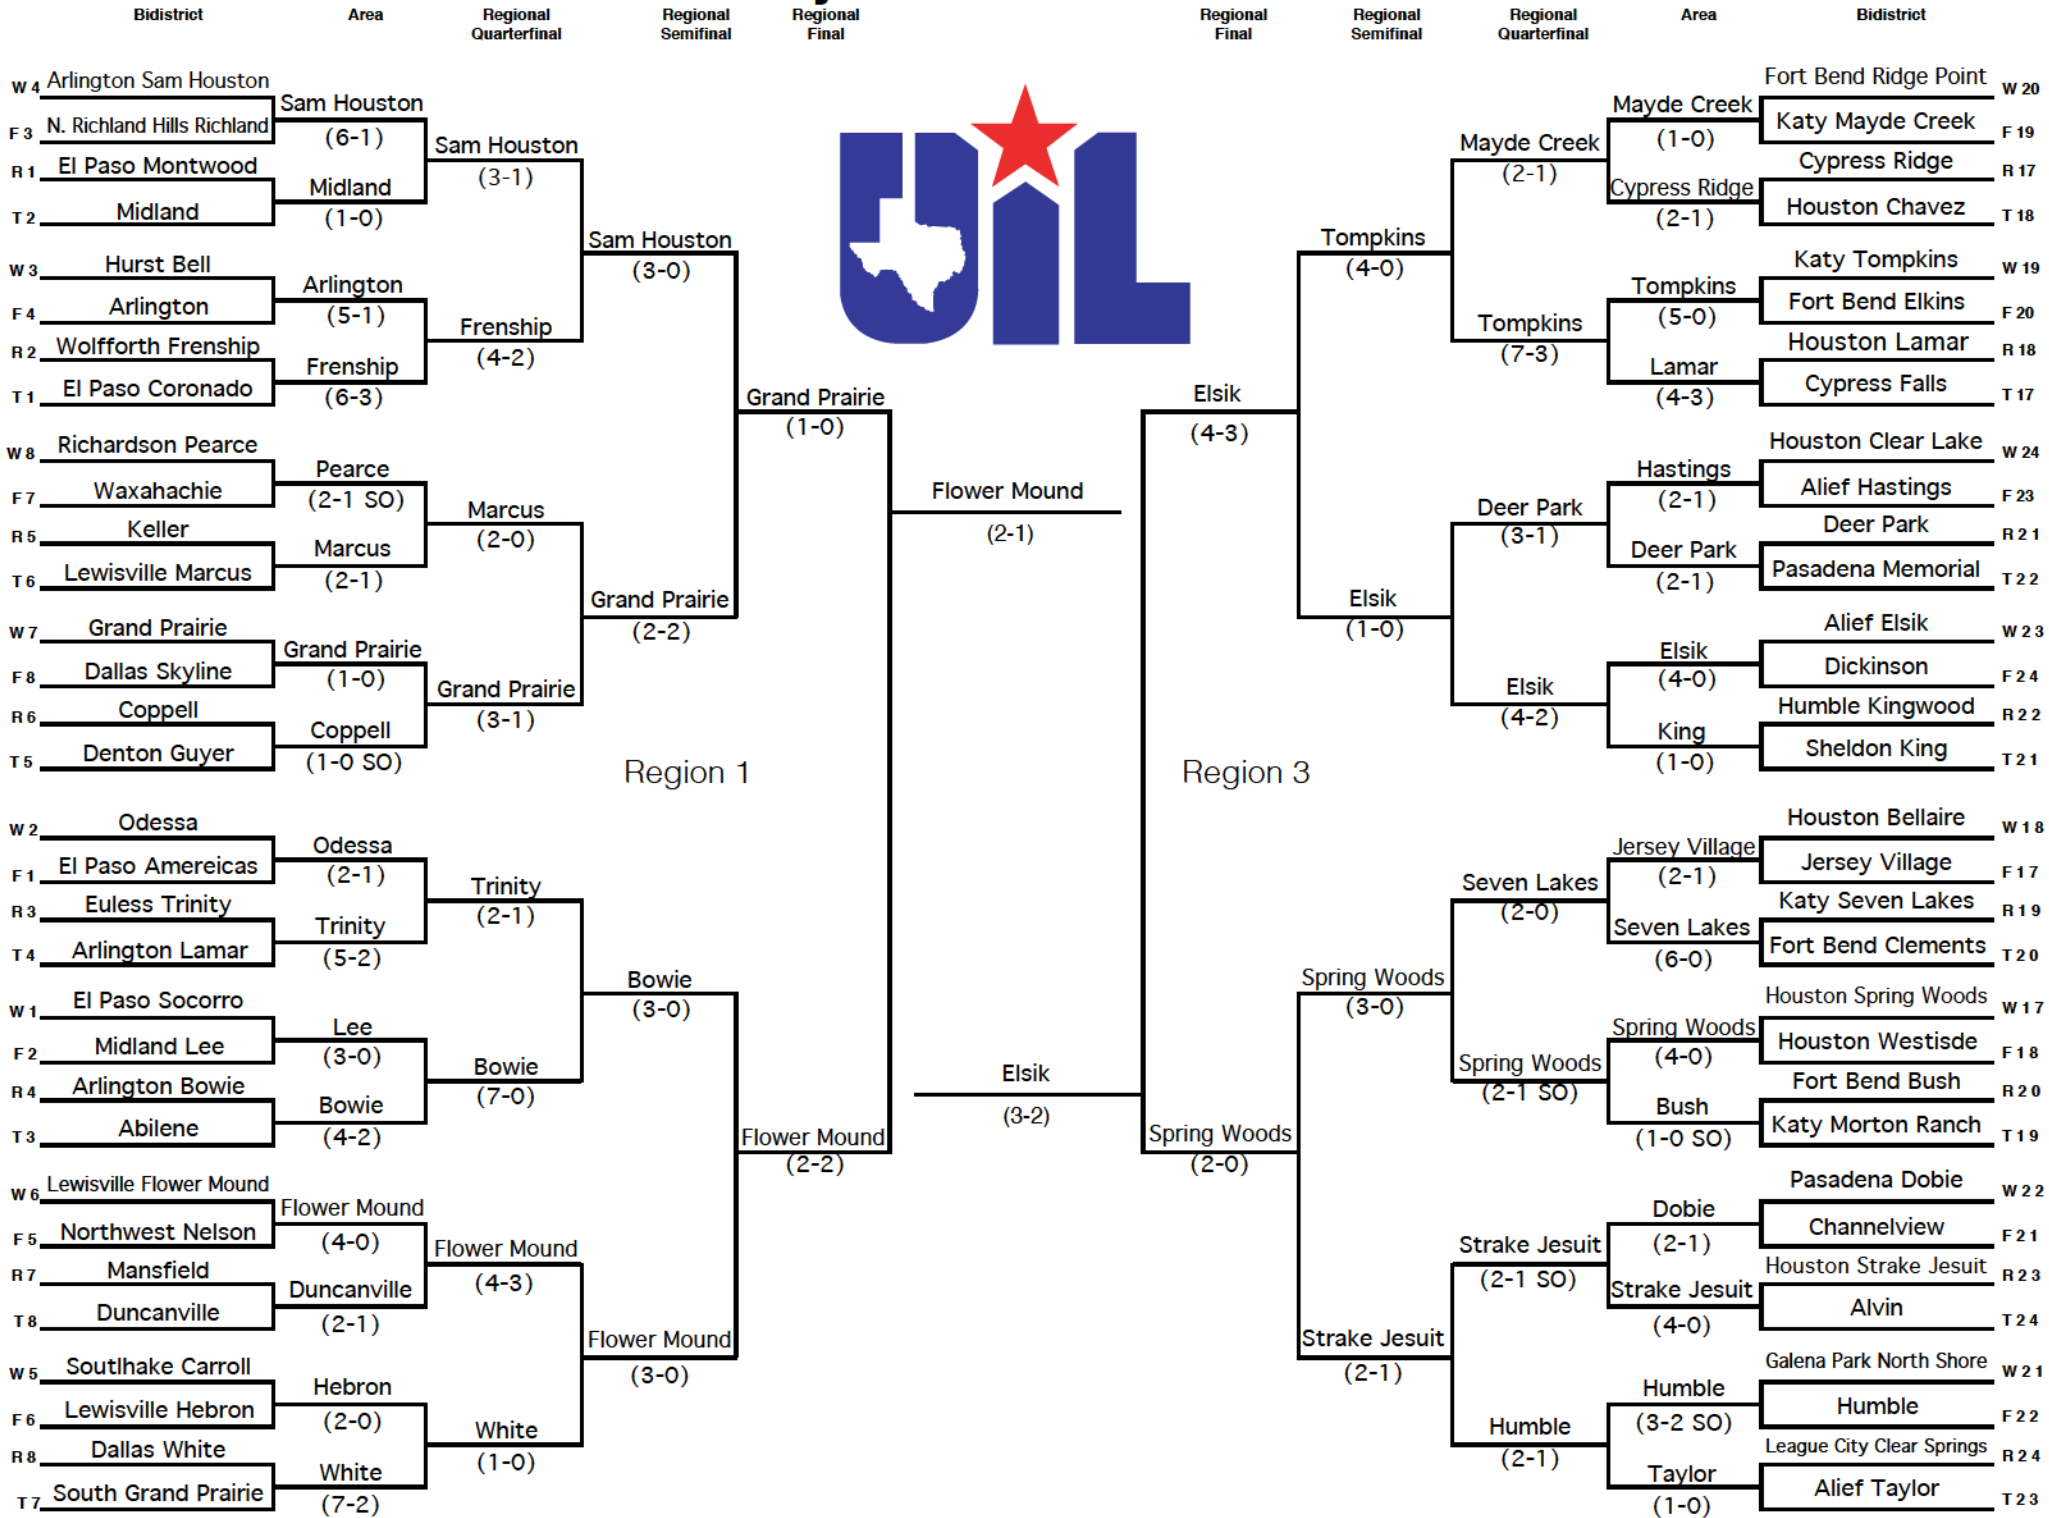 Bidistrict
Area
Regional
Quarterfinal
Regional
Semifinal
Regional
Final
Regional
Final
Regional
Semifinal
Regional
Quarterfinal
Area
Bidistrict
W 4 Arlington Sam Houston
Sam Houston
(6-1)
F 3 N. Richland Hills Richland
Sam Houston
(3-1)
R 1 El Paso Montwood
Midland
(1-0)
T 2 Midland
Sam Houston
(3-0)
W 3 Hurst Bell
Arlington
(5-1)
F 4 Arlington
Frenship
(4-2)
R 2 Wolfforth Frenship
Frenship
(6-3)
T 1 El Paso Coronado
Grand Prairie
(1-0)
W 8 Richardson Pearce
Pearce
(2-1 SO)
F 7 Waxahachie
Marcus
(2-0)
R 5 Keller
Marcus
(2-1)
T 6 Lewisville Marcus
Grand Prairie
(2-2)
W 7 Grand Prairie
Grand Prairie
(1-0)
F 8 Dallas Skyline
Grand Prairie
(3-1)
R 6 Coppell
Coppell
(1-0 SO)
T 5 Denton Guyer
Region 1
Flower Mound
(2-1)
W 2 Odessa
Odessa
(2-1)
F 1 El Paso Amereicas
Trinity
(2-1)
R 3 Euless Trinity
Trinity
(5-2)
T 4 Arlington Lamar
Bowie
(3-0)
W 1 El Paso Socorro
Lee
(3-0)
F 2 Midland Lee
Bowie
(7-0)
R 4 Arlington Bowie
Bowie
(4-2)
T 3 Abilene
Flower Mound
(2-2)
W 6 Lewisville Flower Mound
Flower Mound
(4-0)
F 5 Northwest Nelson
Flower Mound
(4-3)
R 7 Mansfield
Duncanville
(2-1)
T 8 Duncanville
Flower Mound
(3-0)
W 5 Soutlhake Carroll
Hebron
(2-0)
F 6 Lewisville Hebron
White
(1-0)
R 8 Dallas White
White
(7-2)
T 7 South Grand Prairie
UIL
Fort Bend Ridge Point W 20
Mayde Creek
(1-0)
Katy Mayde Creek F 19
Mayde Creek
(2-1)
Cypress Ridge R 17
Cypress Ridge
(2-1)
Houston Chavez T 18
Tompkins
(4-0)
Katy Tompkins W 19
Tompkins
(5-0)
Fort Bend Elkins F 20
Tompkins
(7-3)
Houston Lamar R 18
Lamar
(4-3)
Cypress Falls T 17
Elsik
(4-3)
Houston Clear Lake W 24
Hastings
(2-1)
Alief Hastings F 23
Deer Park
(3-1)
Deer Park R 21
Deer Park
(2-1)
Pasadena Memorial T 22
Elsik
(1-0)
Alief Elsik W 23
Elsik
(4-0)
Dickinson F 24
Elsik
(4-2)
Humble Kingwood R 22
King
(1-0)
Sheldon King T 21
Region 3
Elsik
(3-2)
Houston Bellaire W 18
Jersey Village
(2-1)
Jersey Village F 17
Seven Lakes
(2-0)
Katy Seven Lakes R 19
Seven Lakes
(6-0)
Fort Bend Clements T 20
Spring Woods
(3-0)
Houston Spring Woods W 17
Spring Woods
(4-0)
Houston Westisde F 18
Spring Woods
(2-1 SO)
Fort Bend Bush R 20
Bush
(1-0 SO)
Katy Morton Ranch T 19
Spring Woods
(2-0)
Pasadena Dobie W 22
Dobie
(2-1)
Channelview F 21
Strake Jesuit
(2-1 SO)
Houston Strake Jesuit R 23
Strake Jesuit
(4-0)
Alvin T 24
Strake Jesuit
(2-1)
Galena Park North Shore W 21
Humble
(3-2 SO)
Humble F 22
Humble
(2-1)
League City Clear Springs R 24
Taylor
(1-0)
Alief Taylor T 23